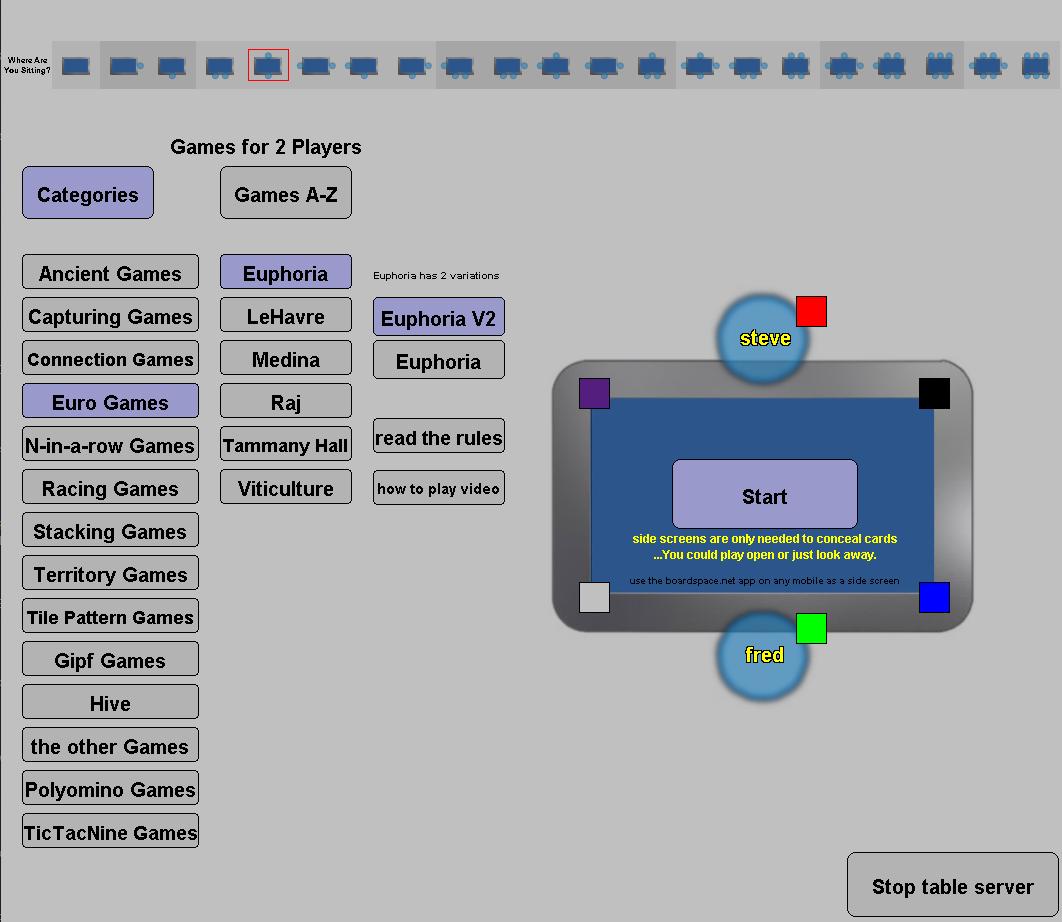 Where Are
You Sitting?
Games for 2 Players
Categories
Games A-Z
Ancient Games
Capturing Games
Connection Games
Euro Games
N-in-a-row Games
Racing Games
Stacking Games
Territory Games
Tile Pattern Games
Gipf Games
Hive
the other Games
Polyomino Games
TicTacNine Games
Euphoria
LeHavre
Medina
Raj
Tammany Hall
Viticulture
Euphoria has 2 variations
Euphoria V2
Euphoria
read the rules
how to play video
steve
Start
side screens are only needed to conceal cards
...You could play open or just look away.
use the boardspace.net app on any mobile as a side screen
fred
Stop table server